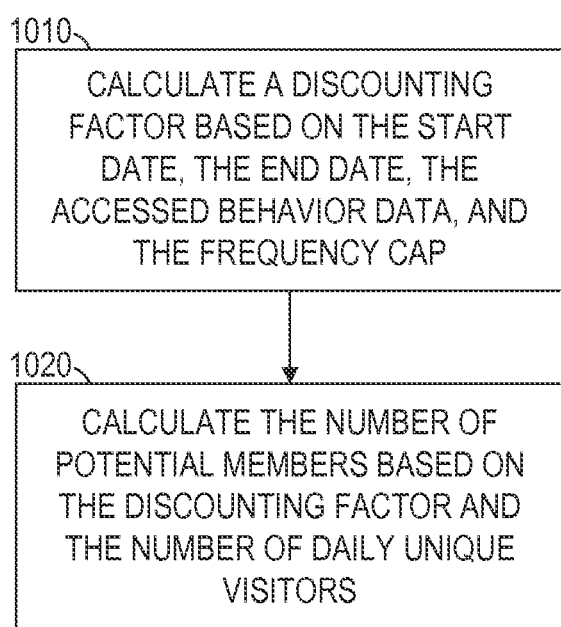 1010
CALCULATE A DISCOUNTING
FACTOR BASED ON THE START
DATE, THE END DATE, THE
ACCESSED BEHAVIOR DATA, AND
THE FREQUENCY CAP
1020
CALCULATE THE NUMBER OF
POTENTIAL MEMBERS BASED ON
THE DISCOUNTING FACTOR AND
THE NUMBER OF DAILY UNIQUE
VISITORS